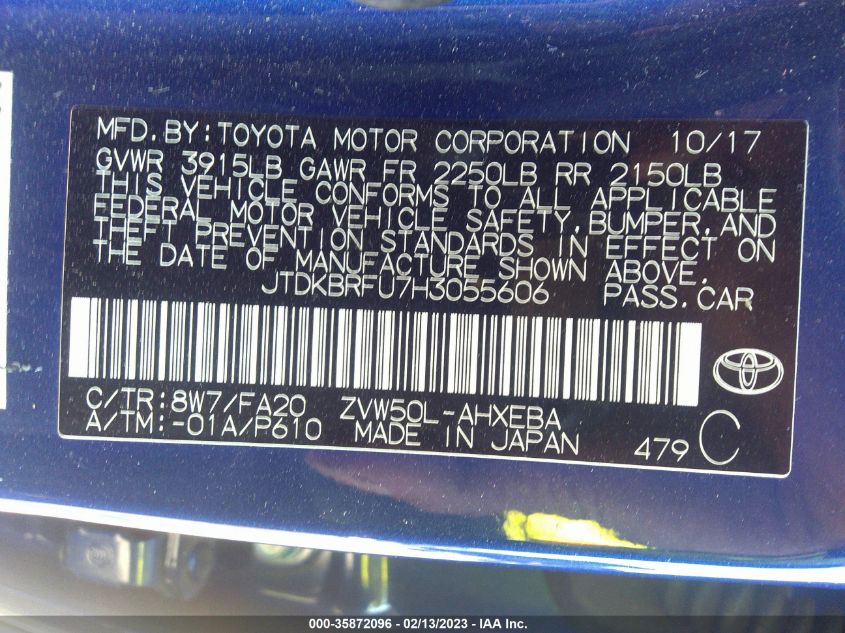 MFD. BY: TOYOTA MOTOR CORPORATION 10/17
GVWR 3915LB GAWR FR 2250LB RR 2150LB
THIS VEHICLE CONFORMS TO ALL APPLICABLE
FEDERAL MOTOR VEHICLE SAFETY, BUMPER, AND
THEFT PREVENTION STANDARDS IN EFFECT ON
THE DATE OF MANUFACTURE SHOWN ABOVE.
JTDKBRFU7H3055606 PASS. CAR
C/TR: 8W7/FA20 ZVW50L-AHXEBA
A/TM: -01A/P610 MADE IN JAPAN 479 C
000-35872096 - 02/13/2023 - IAA Inc.